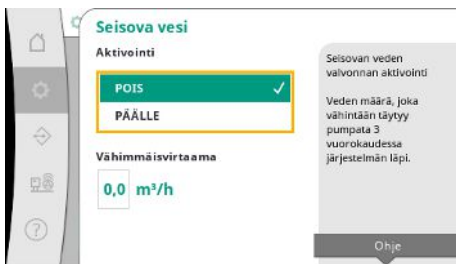 Seisova vesi
Aktivointi
POIS
PÄÄLLE
Vähimmäisvirtaama
0,0 m³/h
Seisovan veden
valvonnan aktivointi
Veden määrä, joka
vähintään täytyy
pumpata 3
vuorokaudessa
järjestelmän läpi.
Ohje